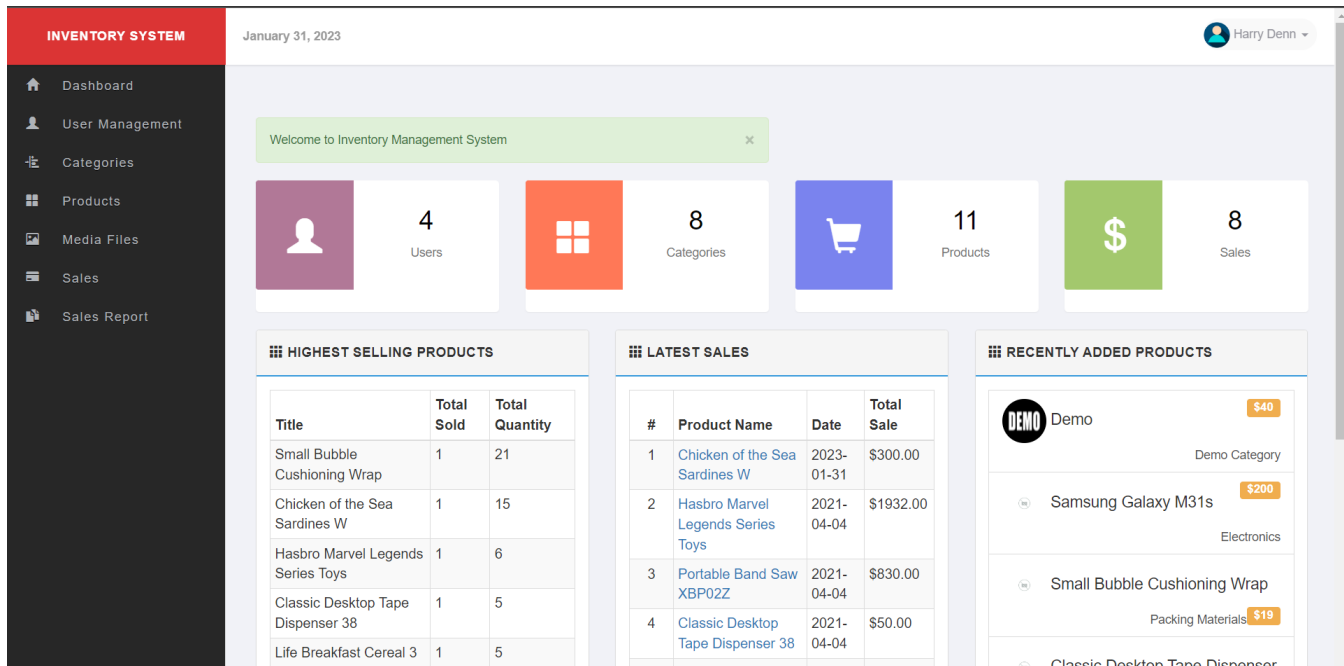 INVENTORY SYSTEM
January 31, 2023
Harry Denn
Dashboard
User Management
Categories
Products
Media Files
Sales
Sales Report
Welcome to Inventory Management System ×
4
Users
8
Categories
11
Products
$
8
Sales
HIGHEST SELLING PRODUCTS
Title Total Sold Total Quantity
Small Bubble Cushioning Wrap 1 21
Chicken of the Sea Sardines W 1 15
Hasbro Marvel Legends Series Toys 1 6
Classic Desktop Tape Dispenser 38 1 5
Life Breakfast Cereal 3 1 5
LATEST SALES
# Product Name Date Total Sale
1 Chicken of the Sea Sardines W 2023-01-31 $300.00
2 Hasbro Marvel Legends Series Toys 2021-04-04 $1932.00
3 Portable Band Saw XBP02Z 2021-04-04 $830.00
4 Classic Desktop Tape Dispenser 38 2021-04-04 $50.00
RECENTLY ADDED PRODUCTS
DEMO Demo $40
Demo Category
Samsung Galaxy M31s $200
Electronics
Small Bubble Cushioning Wrap
Packing Materials $19
Classic Desktop Tape Dispenser